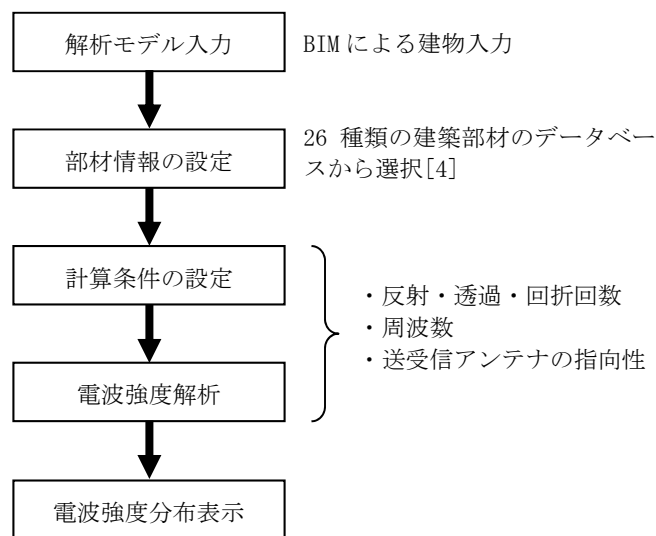 解析モデル入力
BIMによる建物入力
部材情報の設定
26 種類の建築部材のデータベー
スから選択[4]
計算条件の設定
・反射・透過・回折回数
・周波数
・送受信アンテナの指向性
電波強度解析
電波強度分布表示